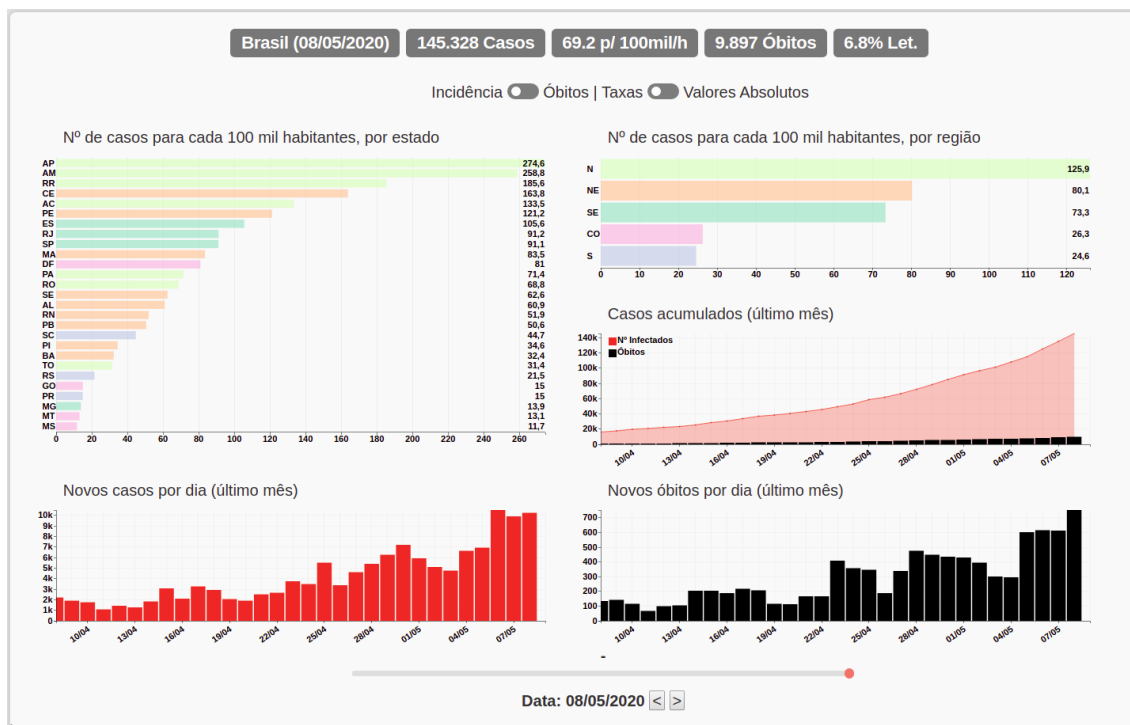 Brasil (08/05/2020) 145.328 Casos 69.2 p/ 100mil/h 9.897 Óbitos 6.8% Let.
Incidência Óbitos | Taxas Valores Absolutos
Nº de casos para cada 100 mil habitantes, por estado
AP 274,6
AM 258,8
RR 185,6
CE 163,8
AC 133,5
PE 121,2
ES 105,6
RJ 91,2
SP 91,1
MA 83,5
DF 81
PA 71,4
RO 68,8
SE 62,6
AL 60,9
RN 51,9
PB 50,6
SC 44,7
PI 34,6
BA 32,4
TO 31,4
RS 21,5
GO 15
PR 15
MG 13,9
MT 13,1
MS 11,7
0 20 40 60 80 100 120 140 160 180 200 220 240 260
Nº de casos para cada 100 mil habitantes, por região
N 125,9
NE 80,1
SE 73,3
CO 26,3
S 24,6
0 10 20 30 40 50 60 70 80 90 100 110 120
Casos acumulados (último mês)
Nº Infectados
Óbitos
140k
120k
100k
80k
60k
40k
20k
0
10/04 13/04 16/04 19/04 22/04 25/04 28/04 01/05 04/05 07/05
Novos casos por dia (último mês)
10k
9k
8k
7k
6k
5k
4k
3k
2k
1k
0
10/04 13/04 16/04 19/04 22/04 25/04 28/04 01/05 04/05 07/05
Novos óbitos por dia (último mês)
700
600
500
400
300
200
100
0
10/04 13/04 16/04 19/04 22/04 25/04 28/04 01/05 04/05 07/05
-
Data: 08/05/2020 < >